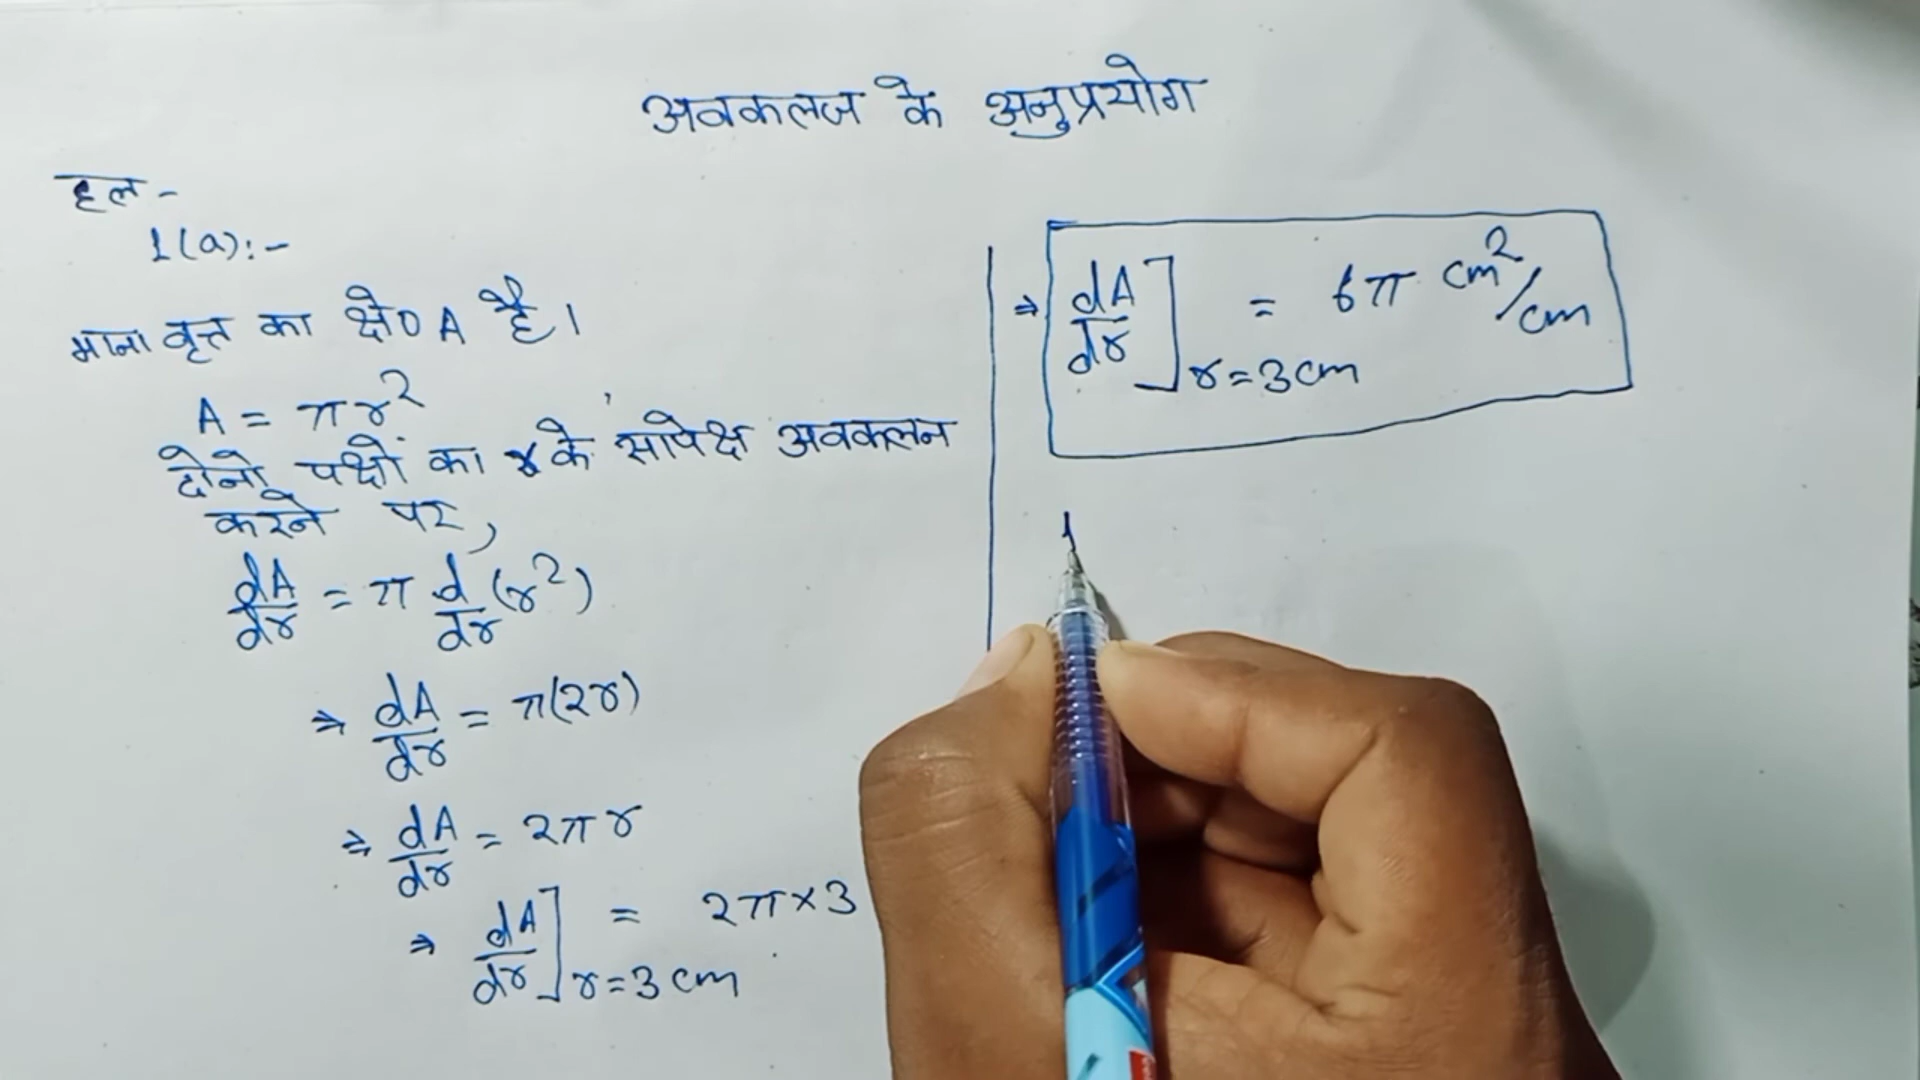 अवकलज के अनुप्रयोग
हल -
1(a):-
माना वृत्त का क्षे0 A है।
A = πr²
दोनो पक्षों का r के सापेक्ष अवकलन
करने पर,
dA/dr = π d/dr (r²)
⇒ dA/dr = π(2r)
⇒ dA/dr = 2πr
⇒ dA/dr]r=3cm = 2π×3
⇒ dA/dr]r=3cm = 6π cm²/cm